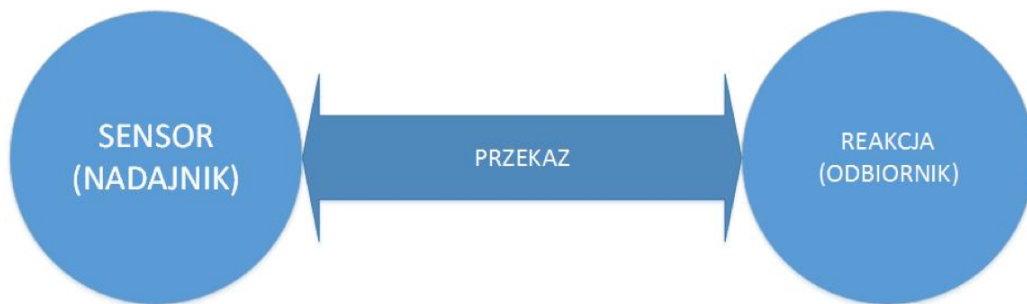 SENSOR
(NADAJNIK)
PRZEKAZ
REAKCJA
(ODBIORNIK)